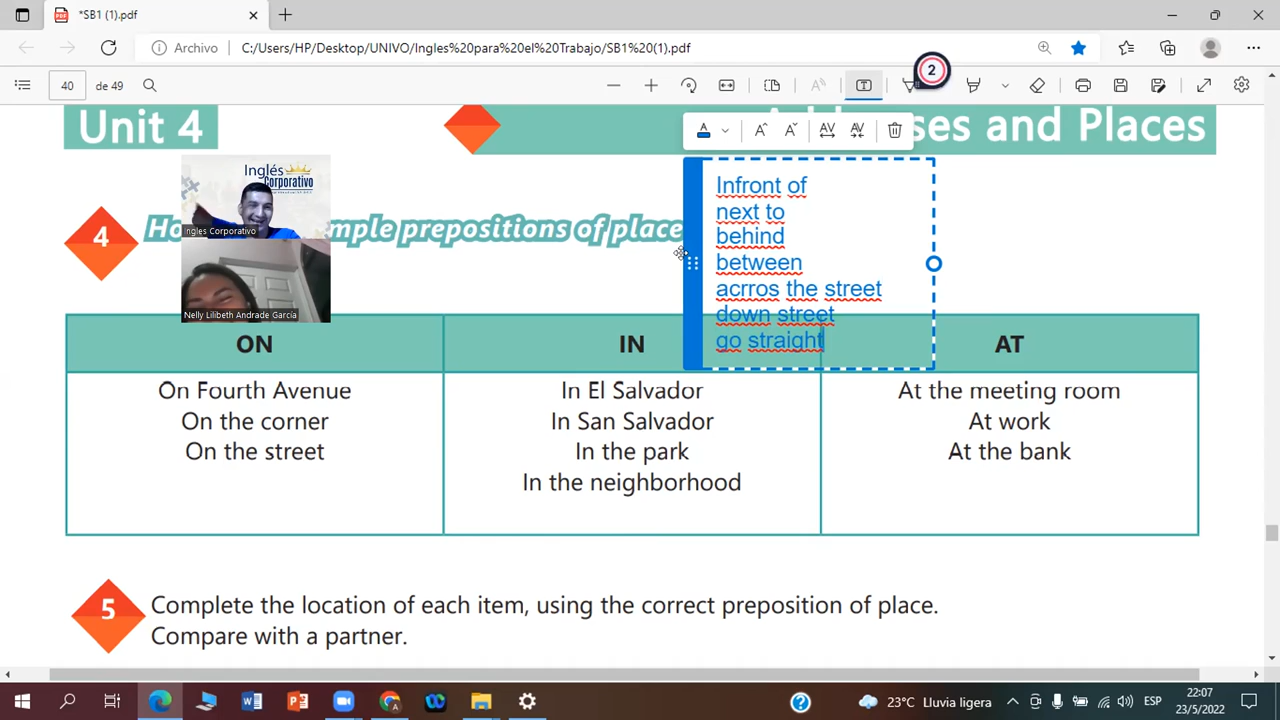 *SB1 (1).pdf
Archivo
C:/Users/HP/Desktop/UNIVO/Ingles%20para%20el%20Trabajo/SB1%20(1).pdf
40
de 49
2
Unit 4
sses and Places
Inglés
Corporativo
Ingles Corporativo
Nelly Lilibeth Andrade García
4
Ho
mple prepositions of place
Infront of
next to
behind
between
acrros the street
down street
go straight
ON
IN
AT
On Fourth Avenue
On the corner
On the street
In El Salvador
In San Salvador
In the park
In the neighborhood
At the meeting room
At work
At the bank
5
Complete the location of each item, using the correct preposition of place.
Compare with a partner.
23°C Lluvia ligera
ESP
22:07
23/5/2022